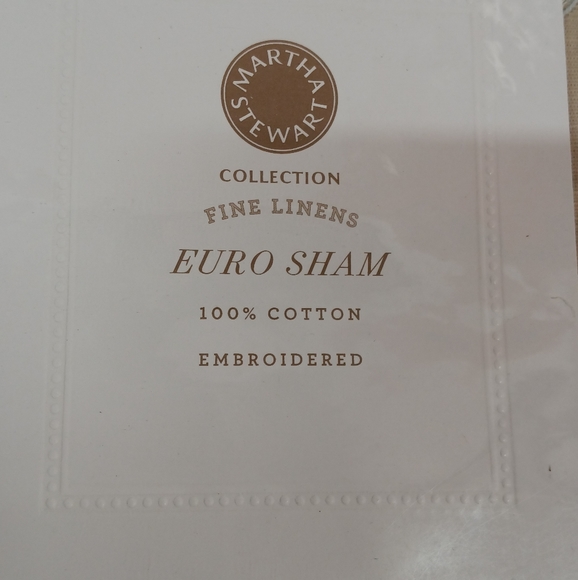 MARTHA
STEWART
COLLECTION
FINE LINENS
EURO SHAM
100% COTTON
EMBROIDERED